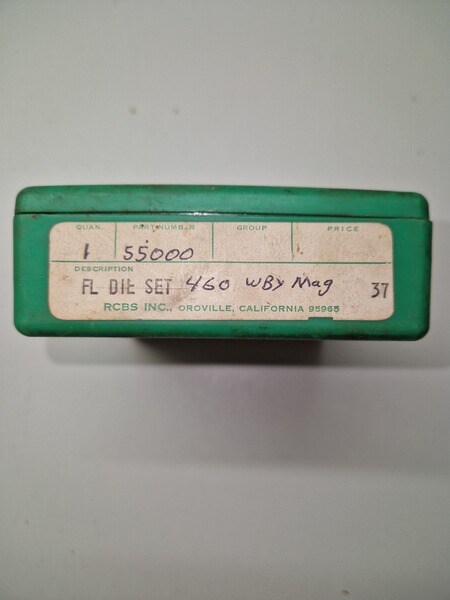 QUAN. PART NUMBER GROUP PRICE
1 55000
DESCRIPTION
FL DIE SET 460 WBY Mag 37
RCBS INC., OROVILLE, CALIFORNIA 95965